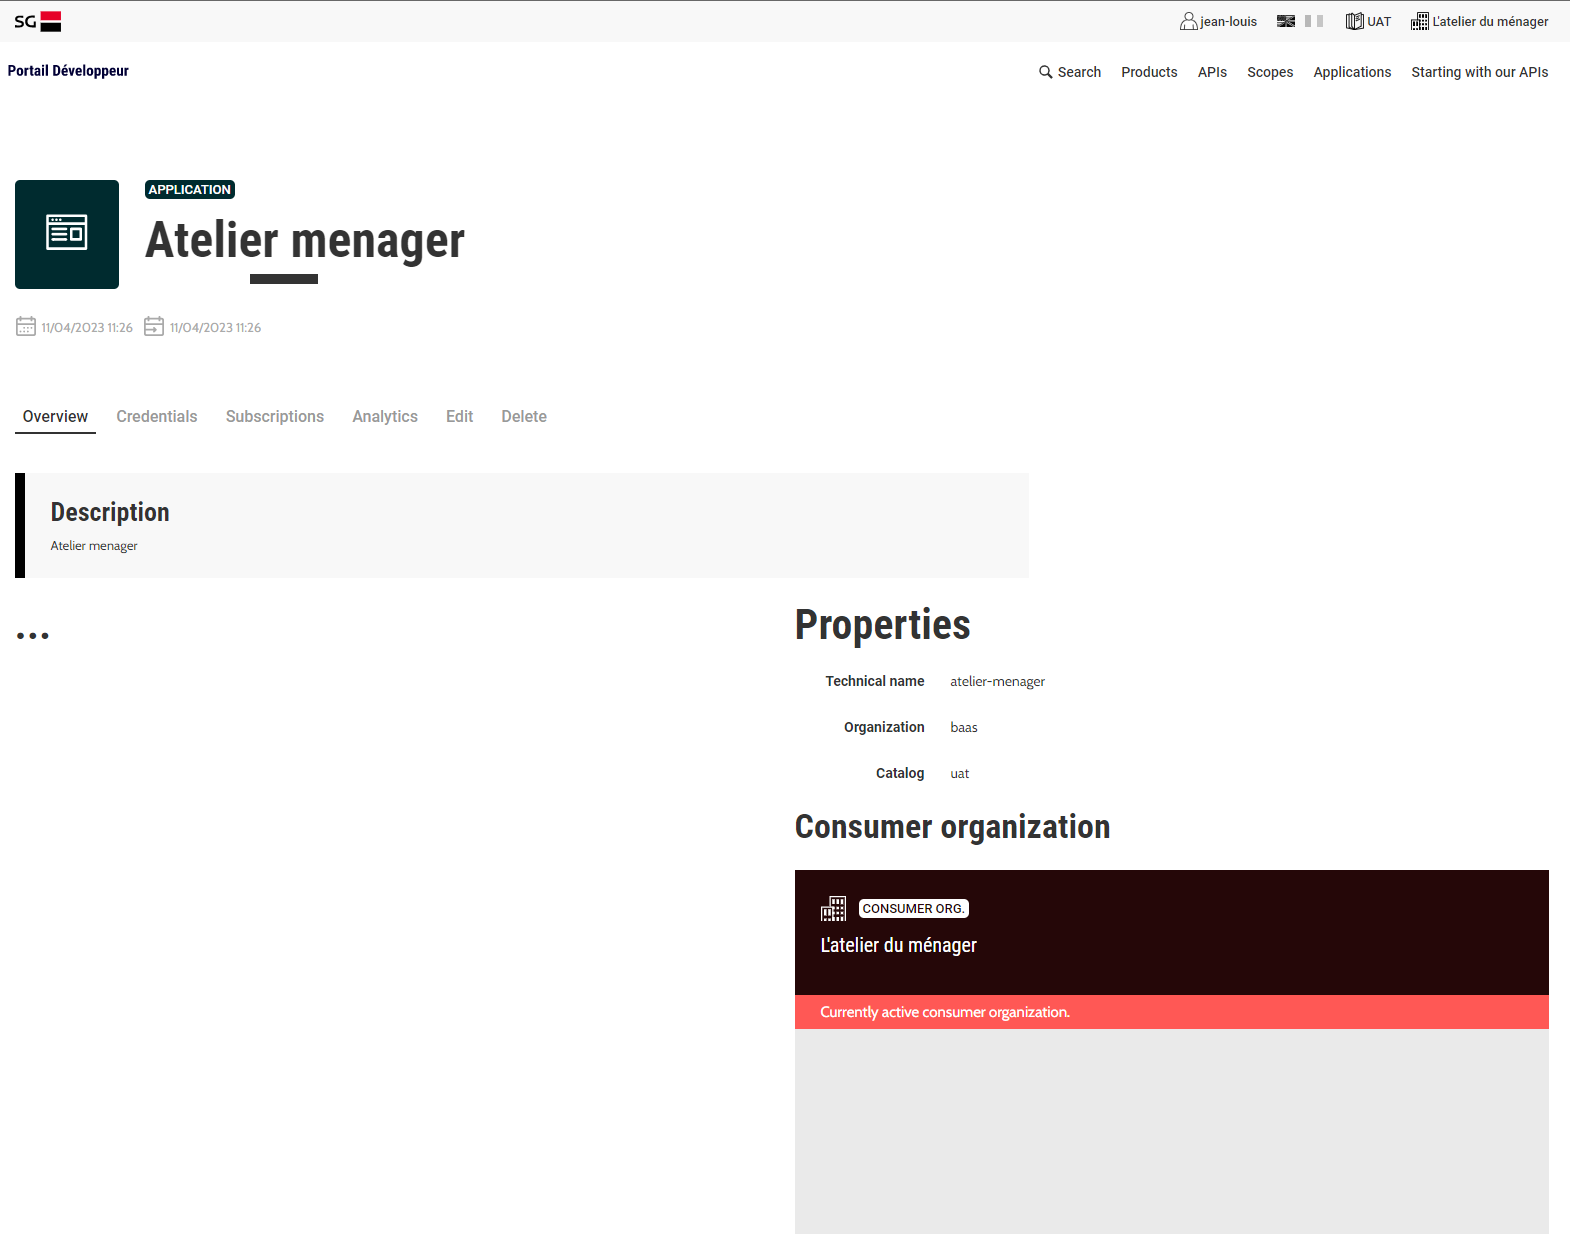 SG
jean-louis
UAT
L'atelier du ménager
Portail Développeur
Search
Products
APIs
Scopes
Applications
Starting with our APIs
APPLICATION
Atelier menager
11/04/2023 11:26
11/04/2023 11:26
Overview
Credentials
Subscriptions
Analytics
Edit
Delete
Description
Atelier menager
...
Properties
Technical name atelier-menager
Organization baas
Catalog uat
Consumer organization
CONSUMER ORG.
L'atelier du ménager
Currently active consumer organization.